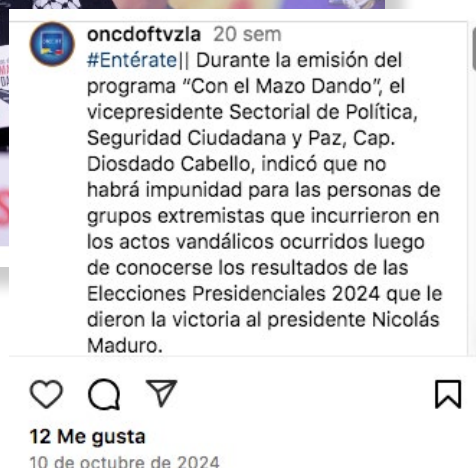 oncdoftvzla 20 sem
#Entérate|| Durante la emisión del
programa “Con el Mazo Dando”, el
vicepresidente Sectorial de Política,
Seguridad Ciudadana y Paz, Cap.
Diosdado Cabello, indicó que no
habrá impunidad para las personas de
grupos extremistas que incurrieron en
los actos vandálicos ocurridos luego
de conocerse los resultados de las
Elecciones Presidenciales 2024 que le
dieron la victoria al presidente Nicolás
Maduro.
12 Me gusta
10 de octubre de 2024